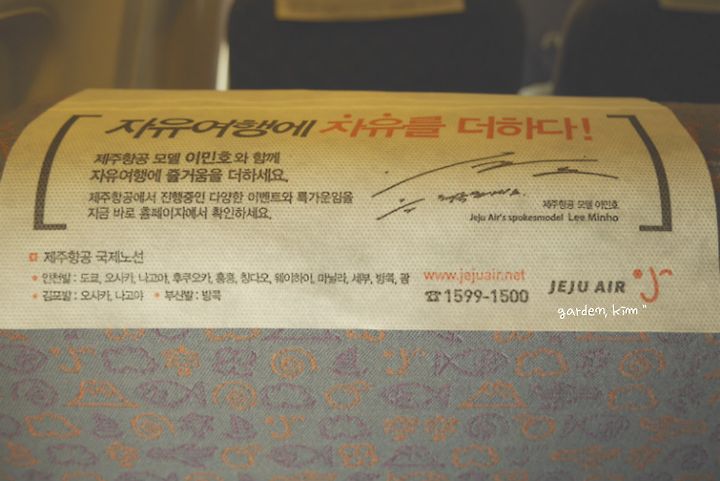 자유여행에 자유를 더하다!
제주항공 모델 이민호와 함께
자유여행에 즐거움을 더하세요.
제주항공에서 진행중인 다양한 이벤트와 특가운임을
지금 바로 홈페이지에서 확인하세요.
제주항공 모델 이민호
Jeju Air's spokesmodel Lee Minho
제주항공 국제노선
인천발 : 도쿄, 오사카, 나고야, 후쿠오카, 홍콩, 칭다오, 웨이하이, 마닐라, 세부, 방콕, 괌
김포발 : 오사카, 나고야 부산발 : 방콕
www.jejuair.net
☎1599-1500
JEJU AIR
garden, kim "